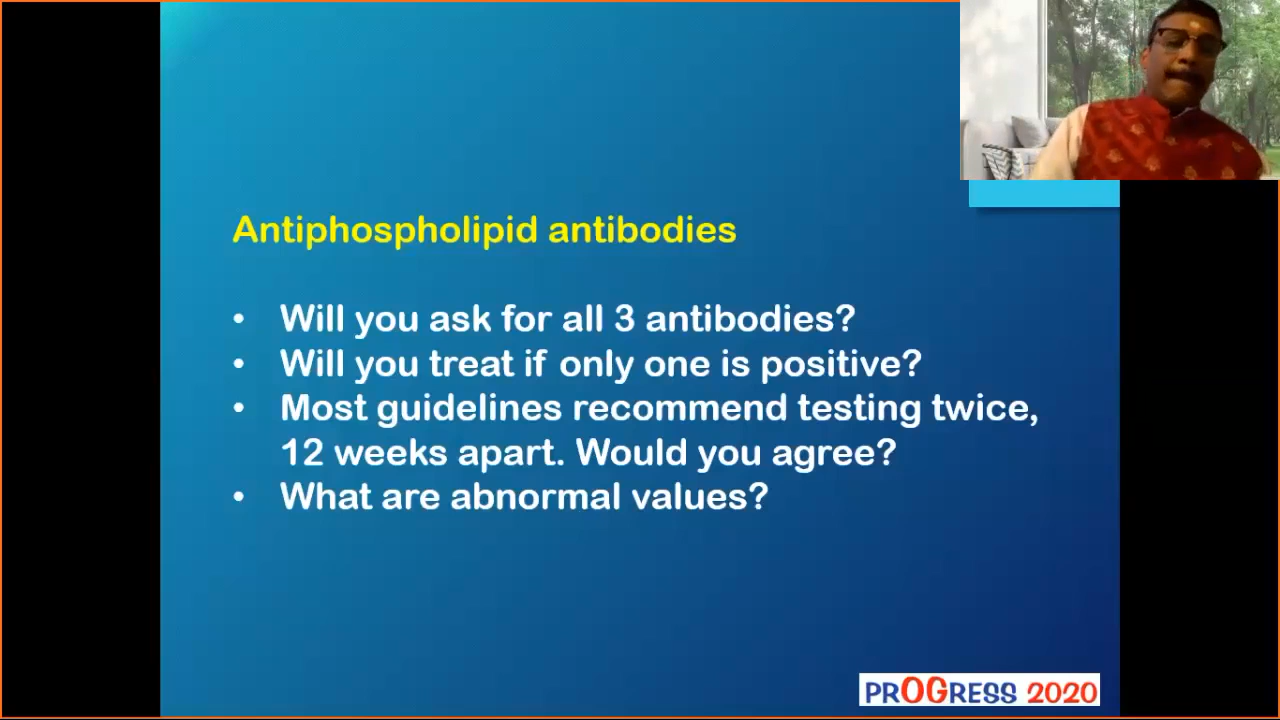 Antiphospholipid antibodies
• Will you ask for all 3 antibodies?
• Will you treat if only one is positive?
• Most guidelines recommend testing twice,
12 weeks apart. Would you agree?
• What are abnormal values?
PROGRESS 2020